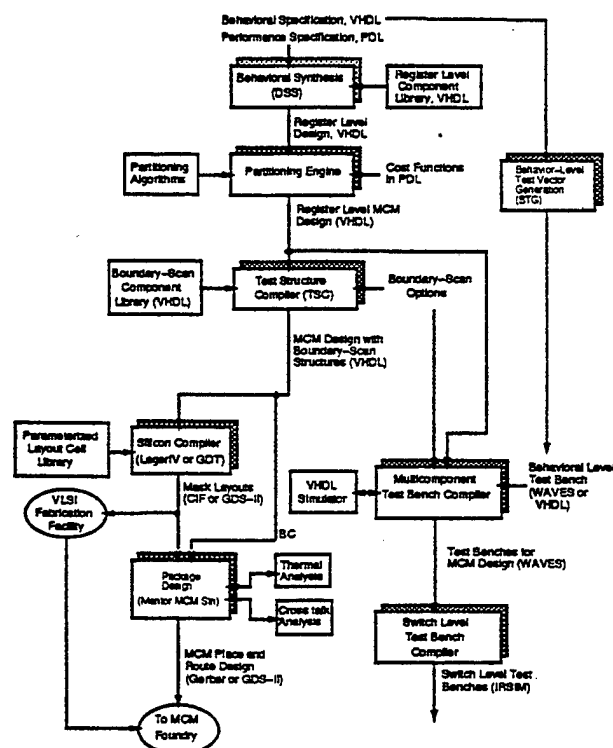 Behavioral Specification, VHDL
Performance Specification, PDL
Behavioral Synthesis
(DSS)
Register Level
Component
Library, VHDL
Register Level
Design, VHDL
Partitioning
Algorithms
Partitioning Engine
Cost Functions
in PDL
Behavior-Level
Test Vector
Generation
(STG)
Register Level MCM
Design (VHDL)
Boundary-Scan
Component
Library (VHDL)
Test Structure
Compiler (TSC)
Boundary-Scan
Options
MCM Design with
Boundary-Scan
Structures (VHDL)
Parameterized
Layout Cell
Library
Silicon Compiler
(LagerIV or GDT)
VLSI
Fabrication
Facility
Mask Layouts
(CIF or GDS-II)
VHDL
Simulator
Multicomponent
Test Bench Compiler
Behavioral Level
Test Bench
(WAVES or
VHDL)
Package
Design
(Mentor MCM Stn)
Thermal
Analysis
Cross talk
Analysis
Test Benches for
MCM Design (WAVES)
Switch Level
Test Bench
Compiler
MCM Place and
Route Design
(Gerber or GDS-II)
Switch Level Test
Benches (IRSIM)
To MCM
Foundry